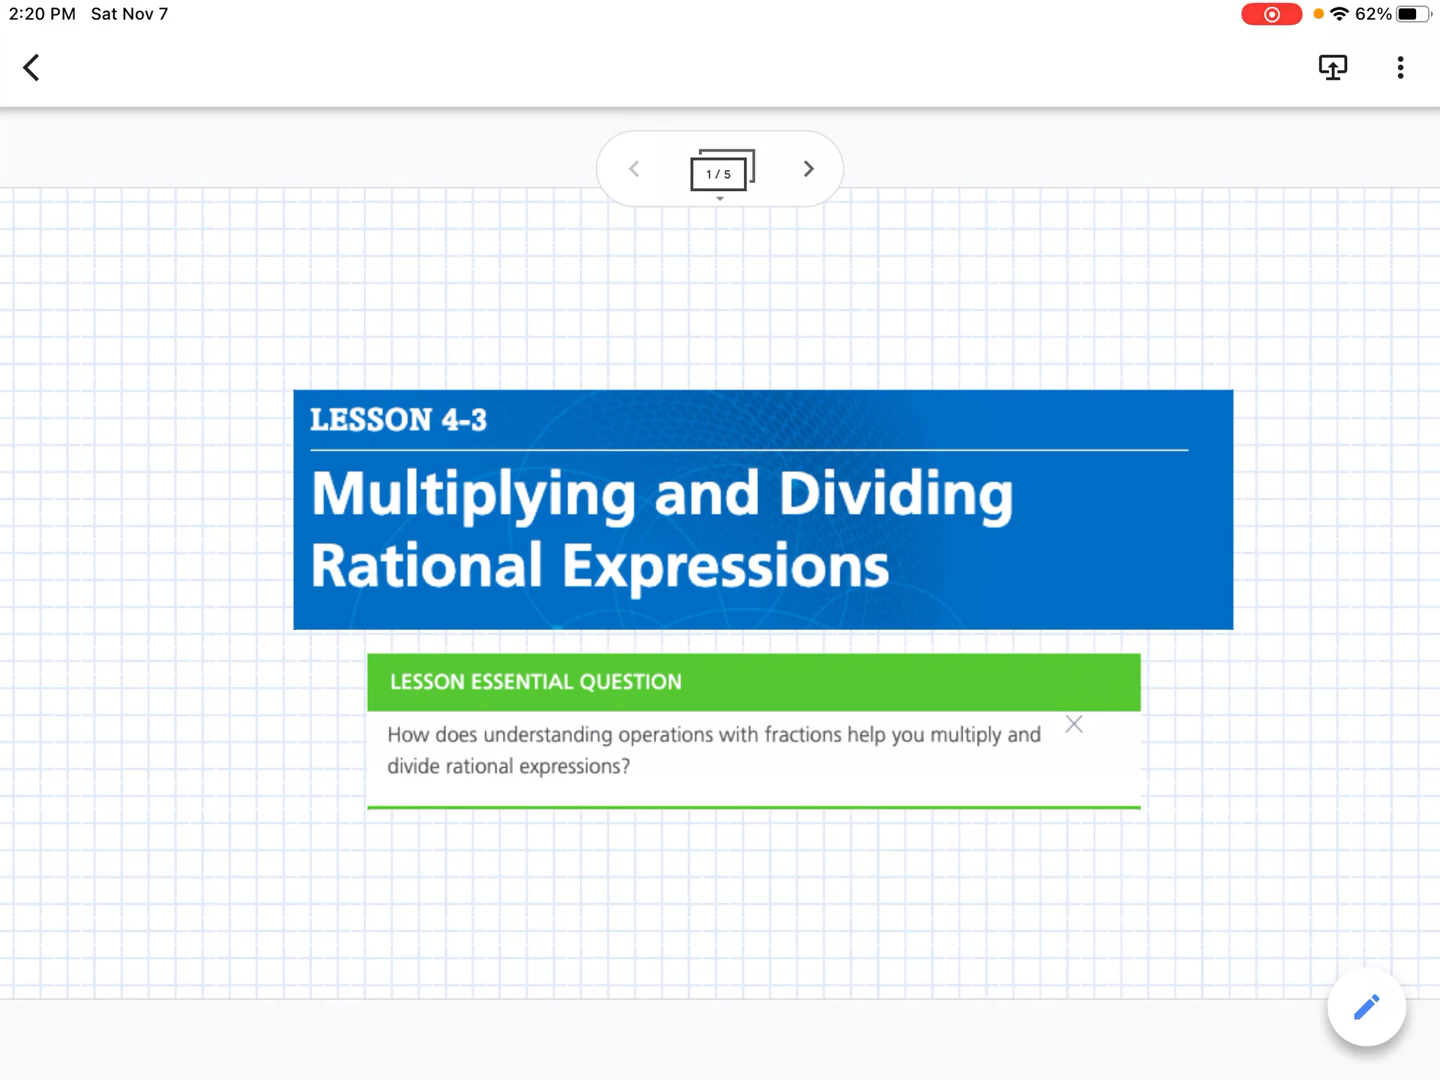 2:20 PM Sat Nov 7
62%
1 / 5
LESSON 4-3
Multiplying and Dividing
Rational Expressions
LESSON ESSENTIAL QUESTION
How does understanding operations with fractions help you multiply and
divide rational expressions?